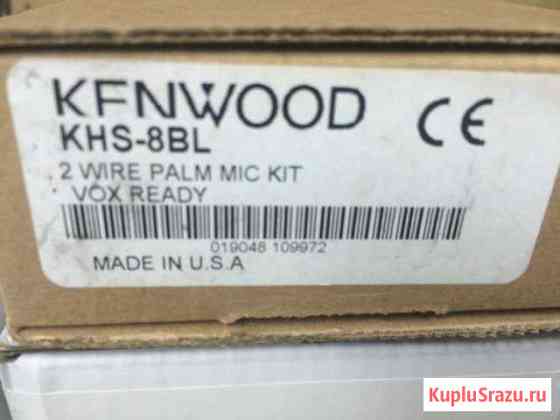 KENWOOD
CE
KHS-8BL
2 WIRE PALM MIC KIT
VOX READY
019048 109972
MADE IN U.S.A
KupluSrazu.ru